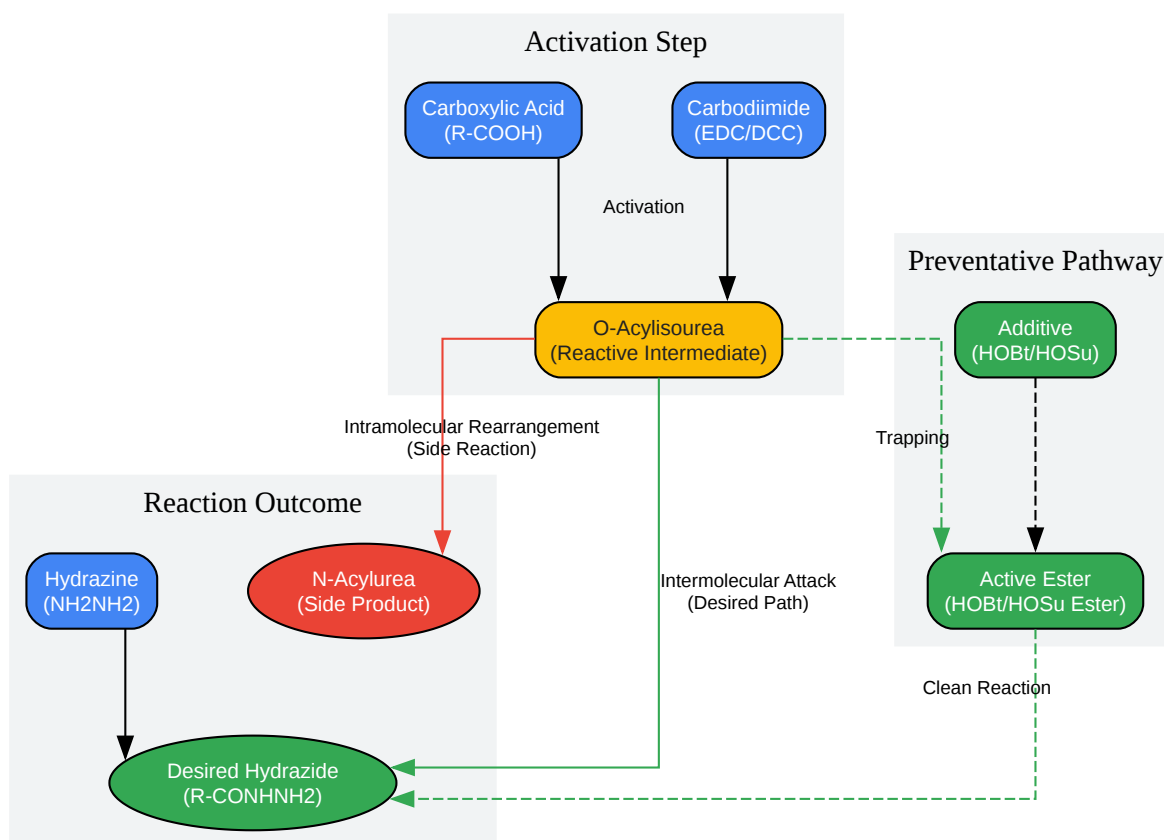 Activation Step
Carboxylic Acid
(R-COOH)
Carbodiimide
(EDC/DCC)
Activation
Preventative Pathway
O-Acylisourea
(Reactive Intermediate)
Additive
(HOBt/HOSu)
Intramolecular Rearrangement
(Side Reaction)
Trapping
Reaction Outcome
Hydrazine
(NH2NH2)
N-Acylurea
(Side Product)
Intermolecular Attack
(Desired Path)
Active Ester
(HOBt/HOSu Ester)
Clean Reaction
Desired Hydrazide
(R-CONHNH2)